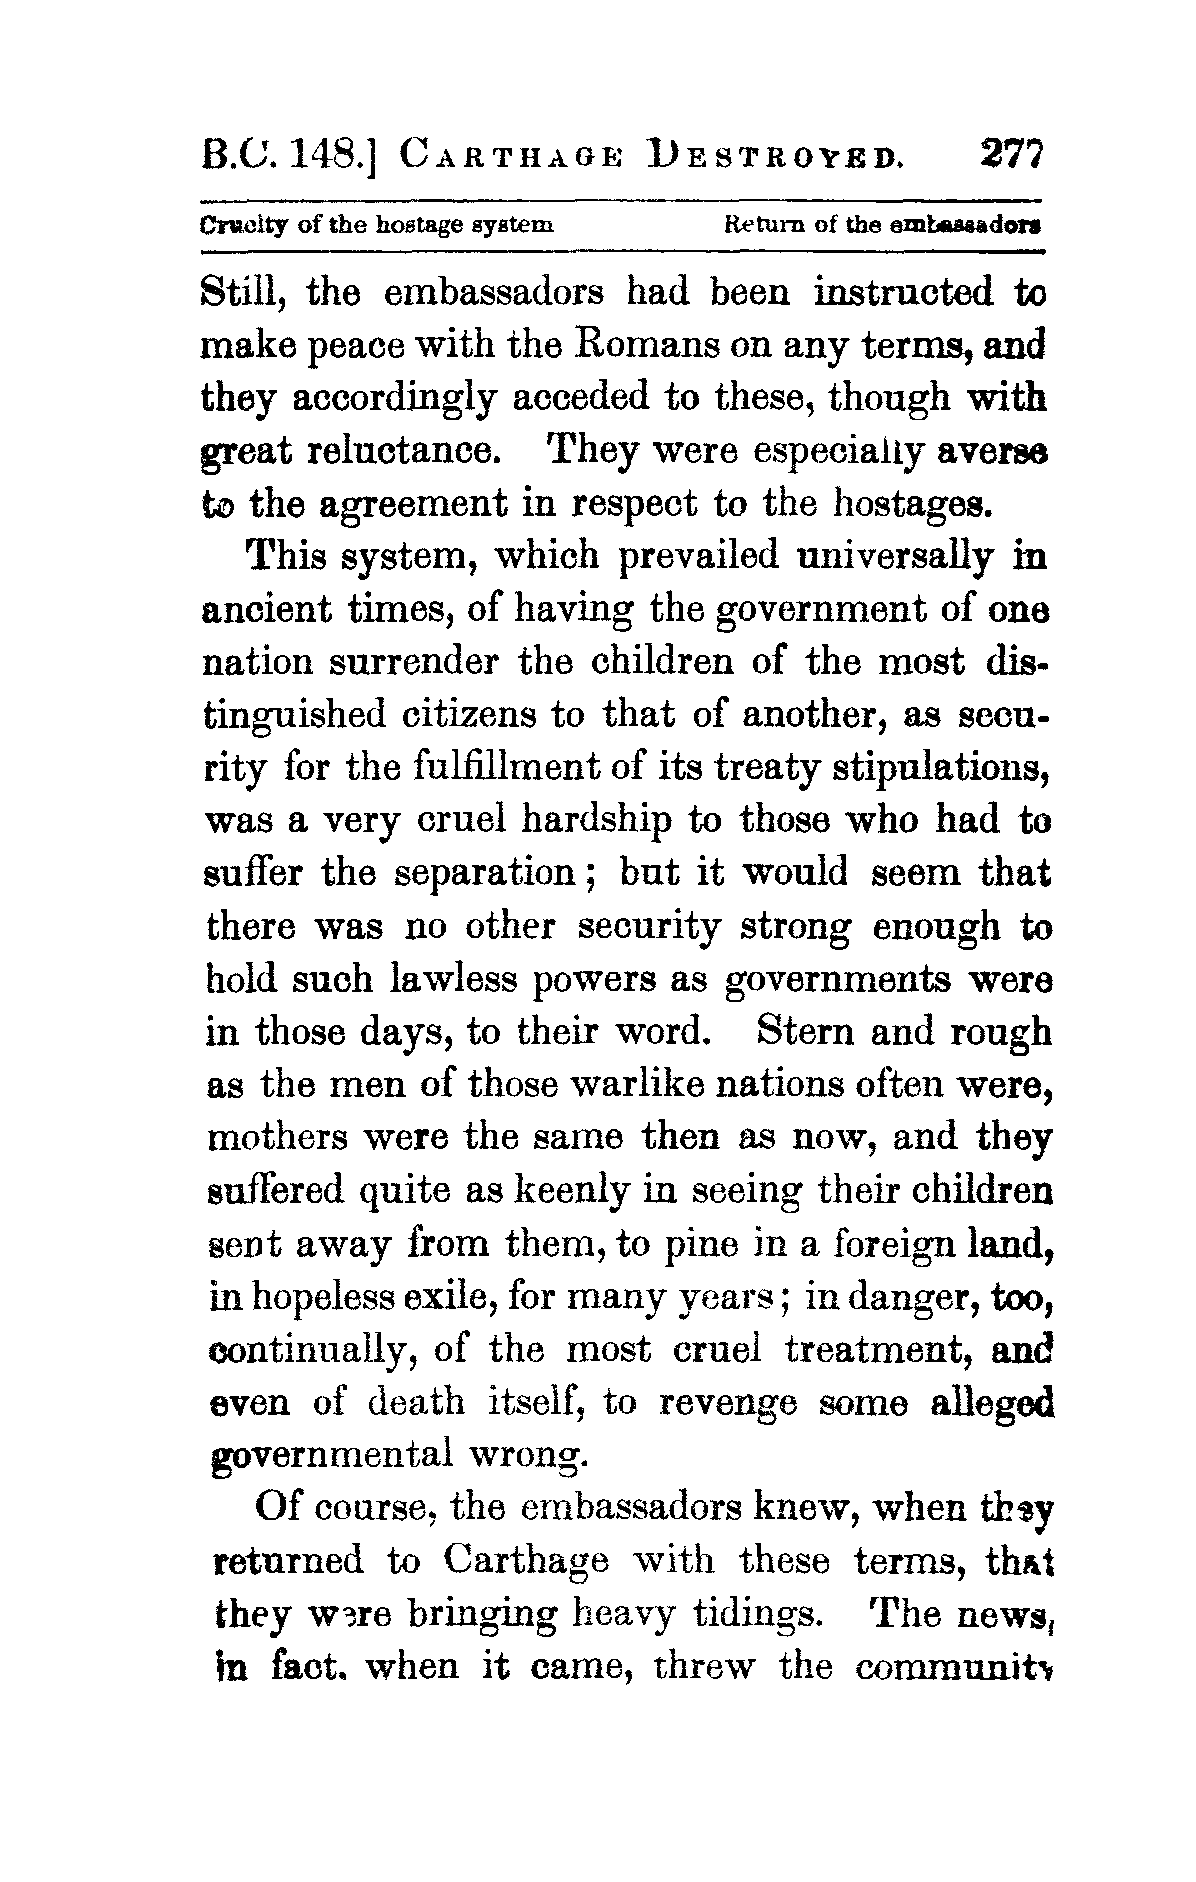 B.C. 148.] CARTHAGE DESTROYED. 277
Cruelty of the hostage system Return of the embassadors
Still, the embassadors had been instructed to
make peace with the Romans on any terms, and
they accordingly acceded to these, though with
great reluctance. They were especially averse
to the agreement in respect to the hostages.
This system, which prevailed universally in
ancient times, of having the government of one
nation surrender the children of the most dis-
tinguished citizens to that of another, as secu-
rity for the fulfillment of its treaty stipulations,
was a very cruel hardship to those who had to
suffer the separation; but it would seem that
there was no other security strong enough to
hold such lawless powers as governments were
in those days, to their word. Stern and rough
as the men of those warlike nations often were,
mothers were the same then as now, and they
suffered quite as keenly in seeing their children
sent away from them, to pine in a foreign land,
in hopeless exile, for many years; in danger, too,
continually, of the most cruel treatment, and
even of death itself, to revenge some alleged
governmental wrong.
Of course, the embassadors knew, when they
returned to Carthage with these terms, that
they were bringing heavy tidings. The news,
in fact, when it came, threw the community